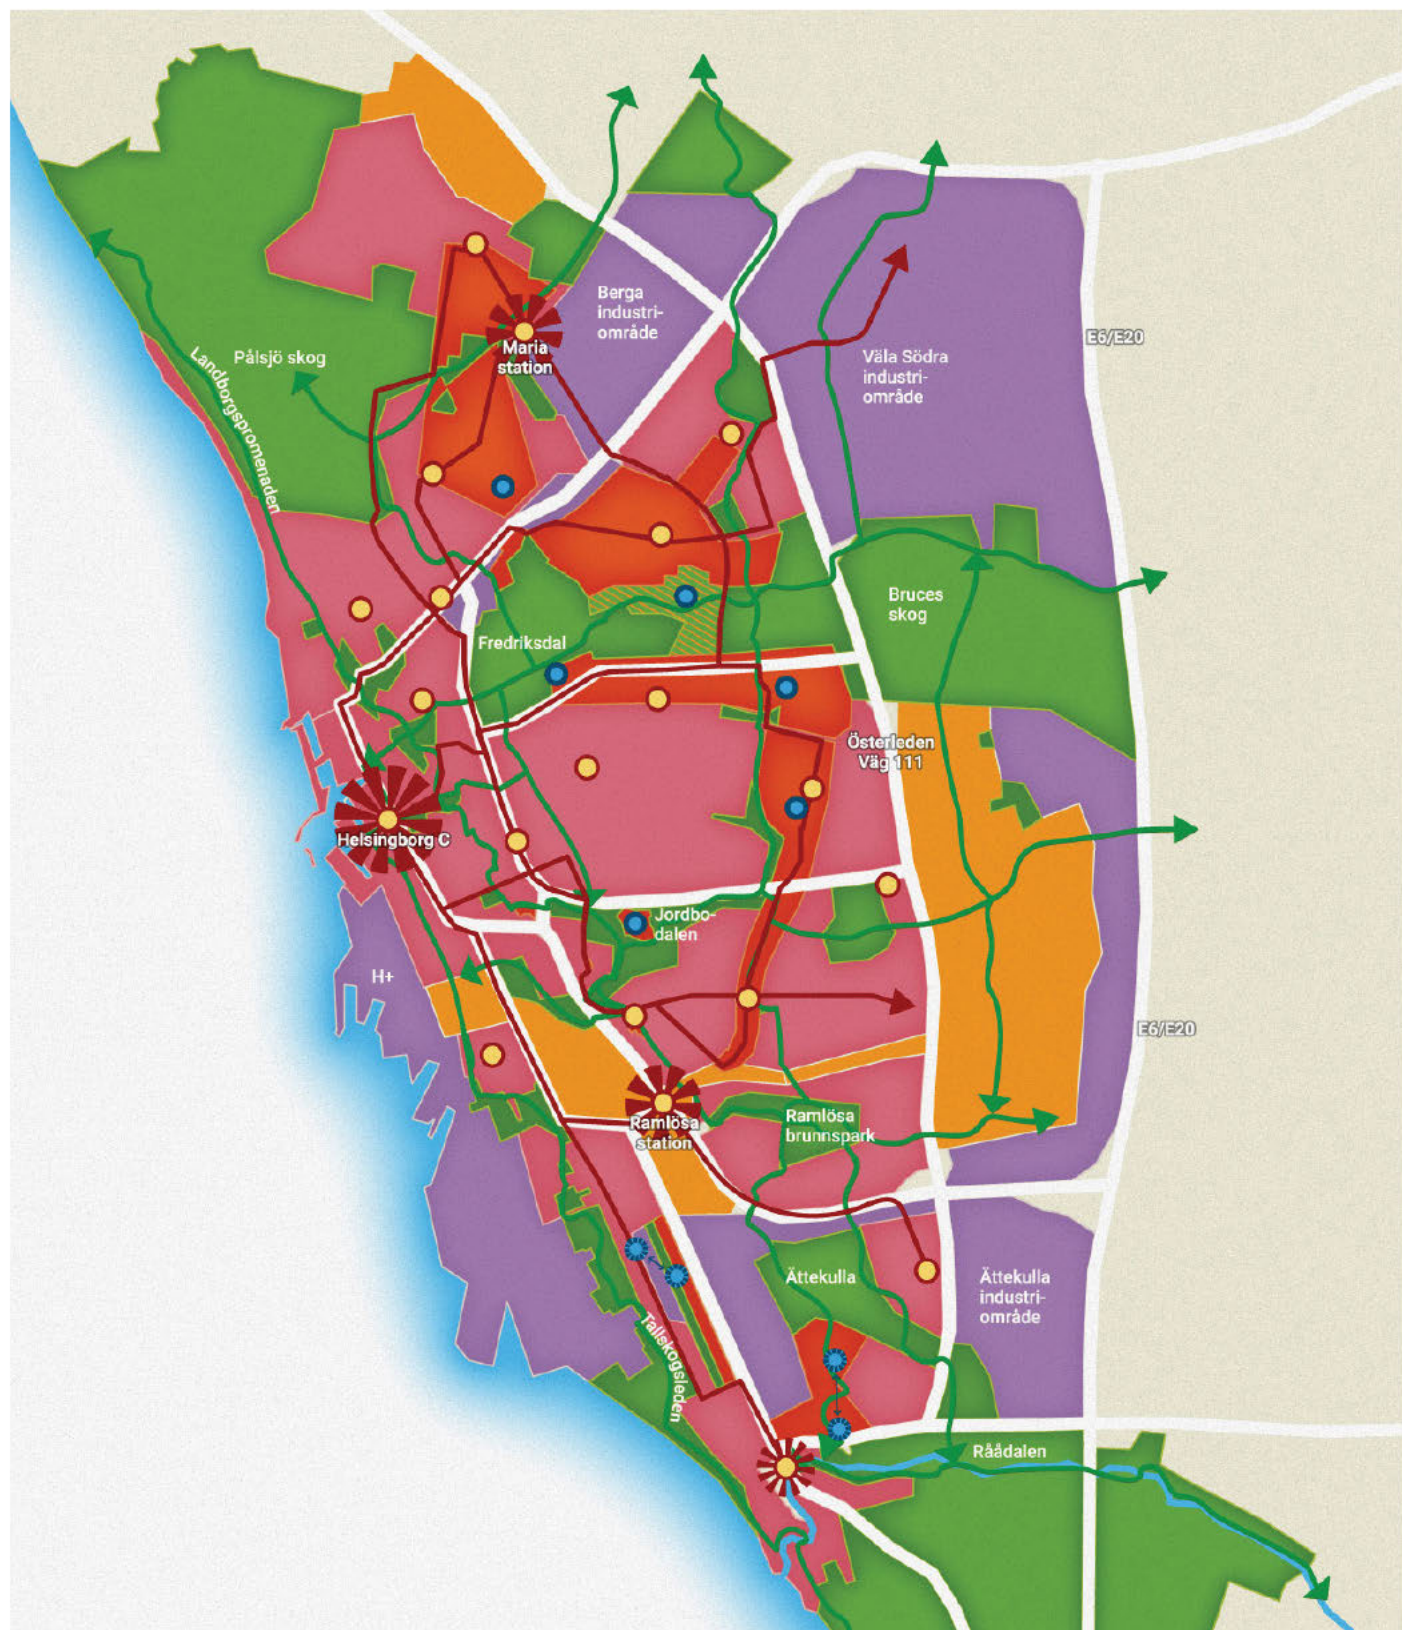 Berga
industri-
område
Maria
station
Pålsjö skog
Landborgspromenaden
Väla Södra
industri-
område
E6/E20
Bruces
skog
Fredriksdal
Österleden
Väg 111
Helsingborg C
Jordbo-
dalen
H+
E6/E20
Ramlösa
station
Ramlösa
brunnspark
Ättekulla
Ättekulla
industri-
område
Tallskogsleden
Råådalen